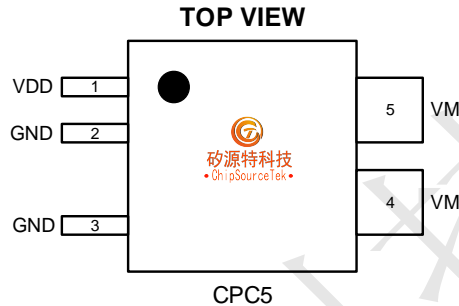 TOP VIEW
VDD 1
GND 2
GND 3
5 VM
4 VM
矽源特科技
•ChipSourceTek•
CPC5